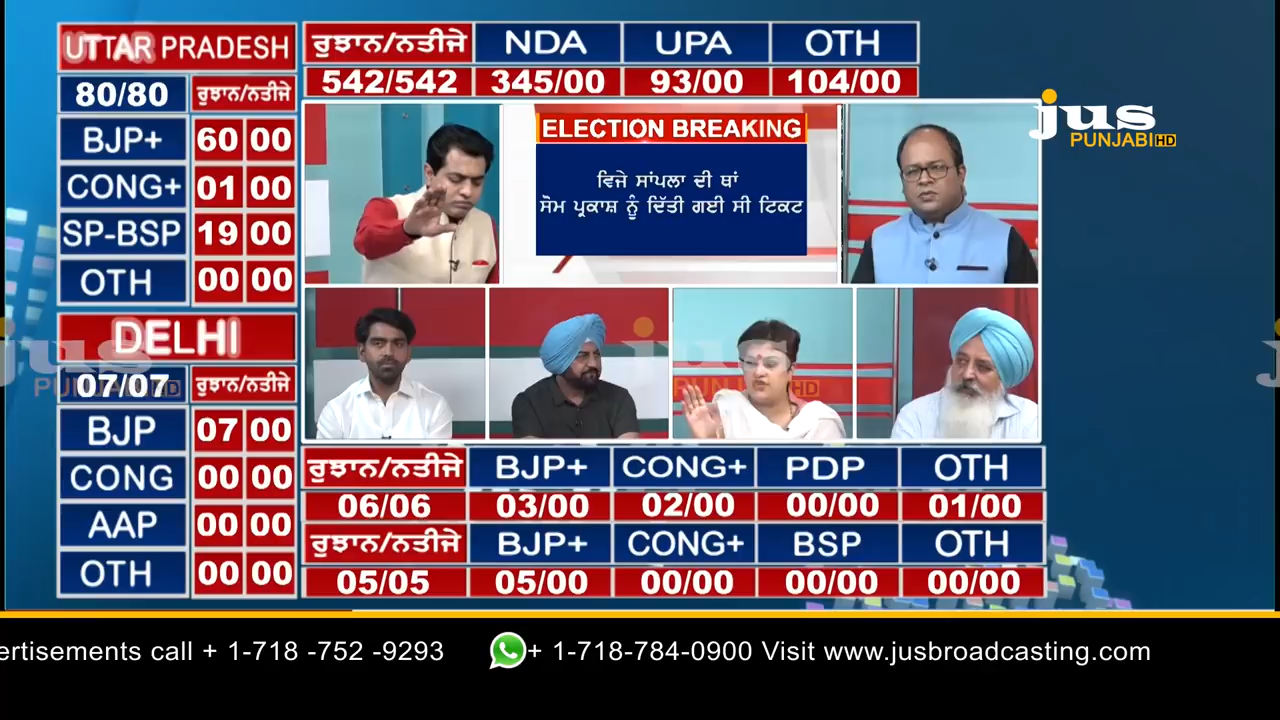 UTTAR PRADESH
80/80 ਰੁਝਾਨ/ਨਤੀਜੇ
BJP+ 60 00
CONG+ 01 00
SP-BSP 19 00
OTH 00 00
DELHI
07/07 ਰੁਝਾਨ/ਨਤੀਜੇ
BJP 07 00
CONG 00 00
AAP 00 00
OTH 00 00
ਰੁਝਾਨ/ਨਤੀਜੇ NDA UPA OTH
542/542 345/00 93/00 104/00
ELECTION BREAKING
ਵਿਜੇ ਸਾਂਪਲਾ ਦੀ ਥਾਂ
ਸੋਮ ਪ੍ਰਕਾਸ਼ ਨੂੰ ਦਿੱਤੀ ਗਈ ਸੀ ਟਿਕਟ
jus
PUNJABI HD
jus
PUNJABI HD
PUNJABI HD
ਰੁਝਾਨ/ਨਤੀਜੇ BJP+ CONG+ PDP OTH
06/06 03/00 02/00 00/00 01/00
ਰੁਝਾਨ/ਨਤੀਜੇ BJP+ CONG+ BSP OTH
05/05 05/00 00/00 00/00 00/00
ertisements call + 1-718 -752 -9293 + 1-718-784-0900 Visit www.jusbroadcasting.com